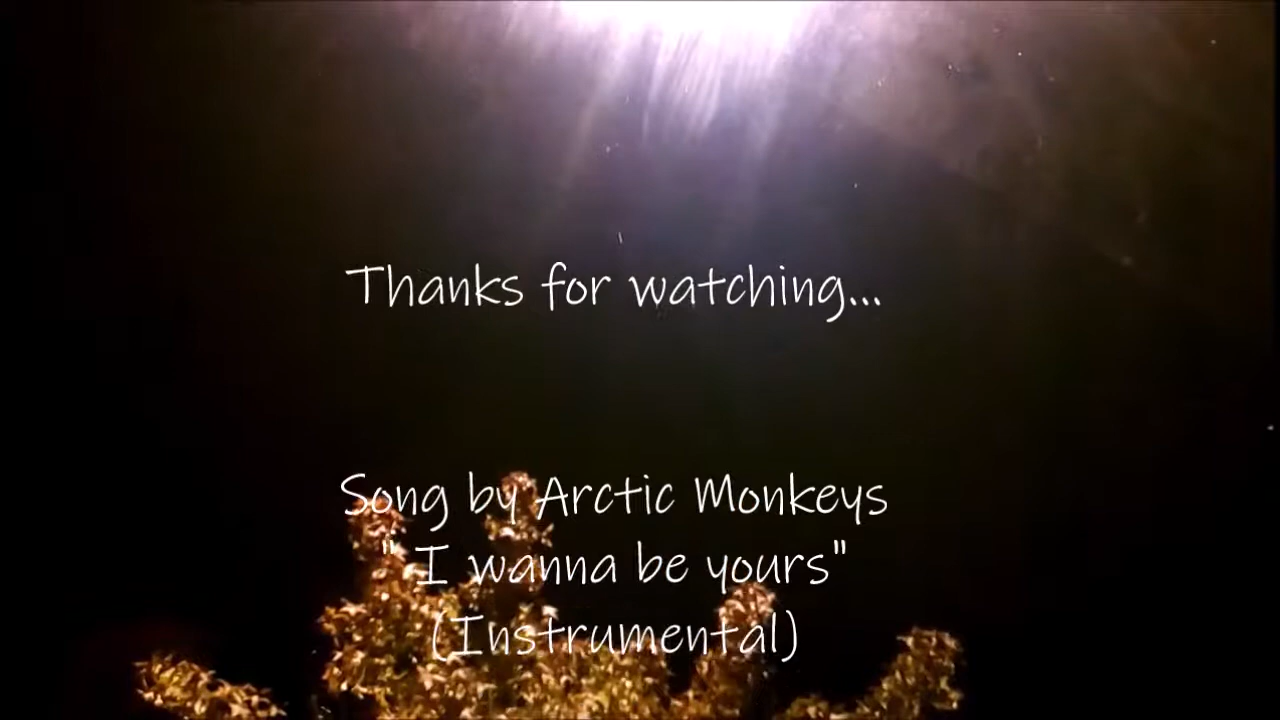 Thanks for watching...
Song by Arctic Monkeys
" I wanna be yours"
(Instrumental)